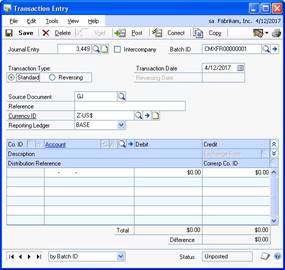 Transaction Entry
File Edit Tools View Help sa Fabrikam, Inc. 4/12/2017
Save Delete Void Post Correct Copy
Journal Entry 3,449 Intercompany Batch ID CMXFR00000001
Transaction Type: Transaction Date 4/12/2017
Standard Reversing Reversing Date
Source Document GJ
Reference
Currency ID Z-US$
Reporting Ledger BASE
Co. ID Account Debit Credit
Description Exchange Rate
Distribution Reference Corresp Co. ID
- - $0.00 $0.00
Total $0.00 $0.00
Difference $0.00
by Batch ID Status Unposted